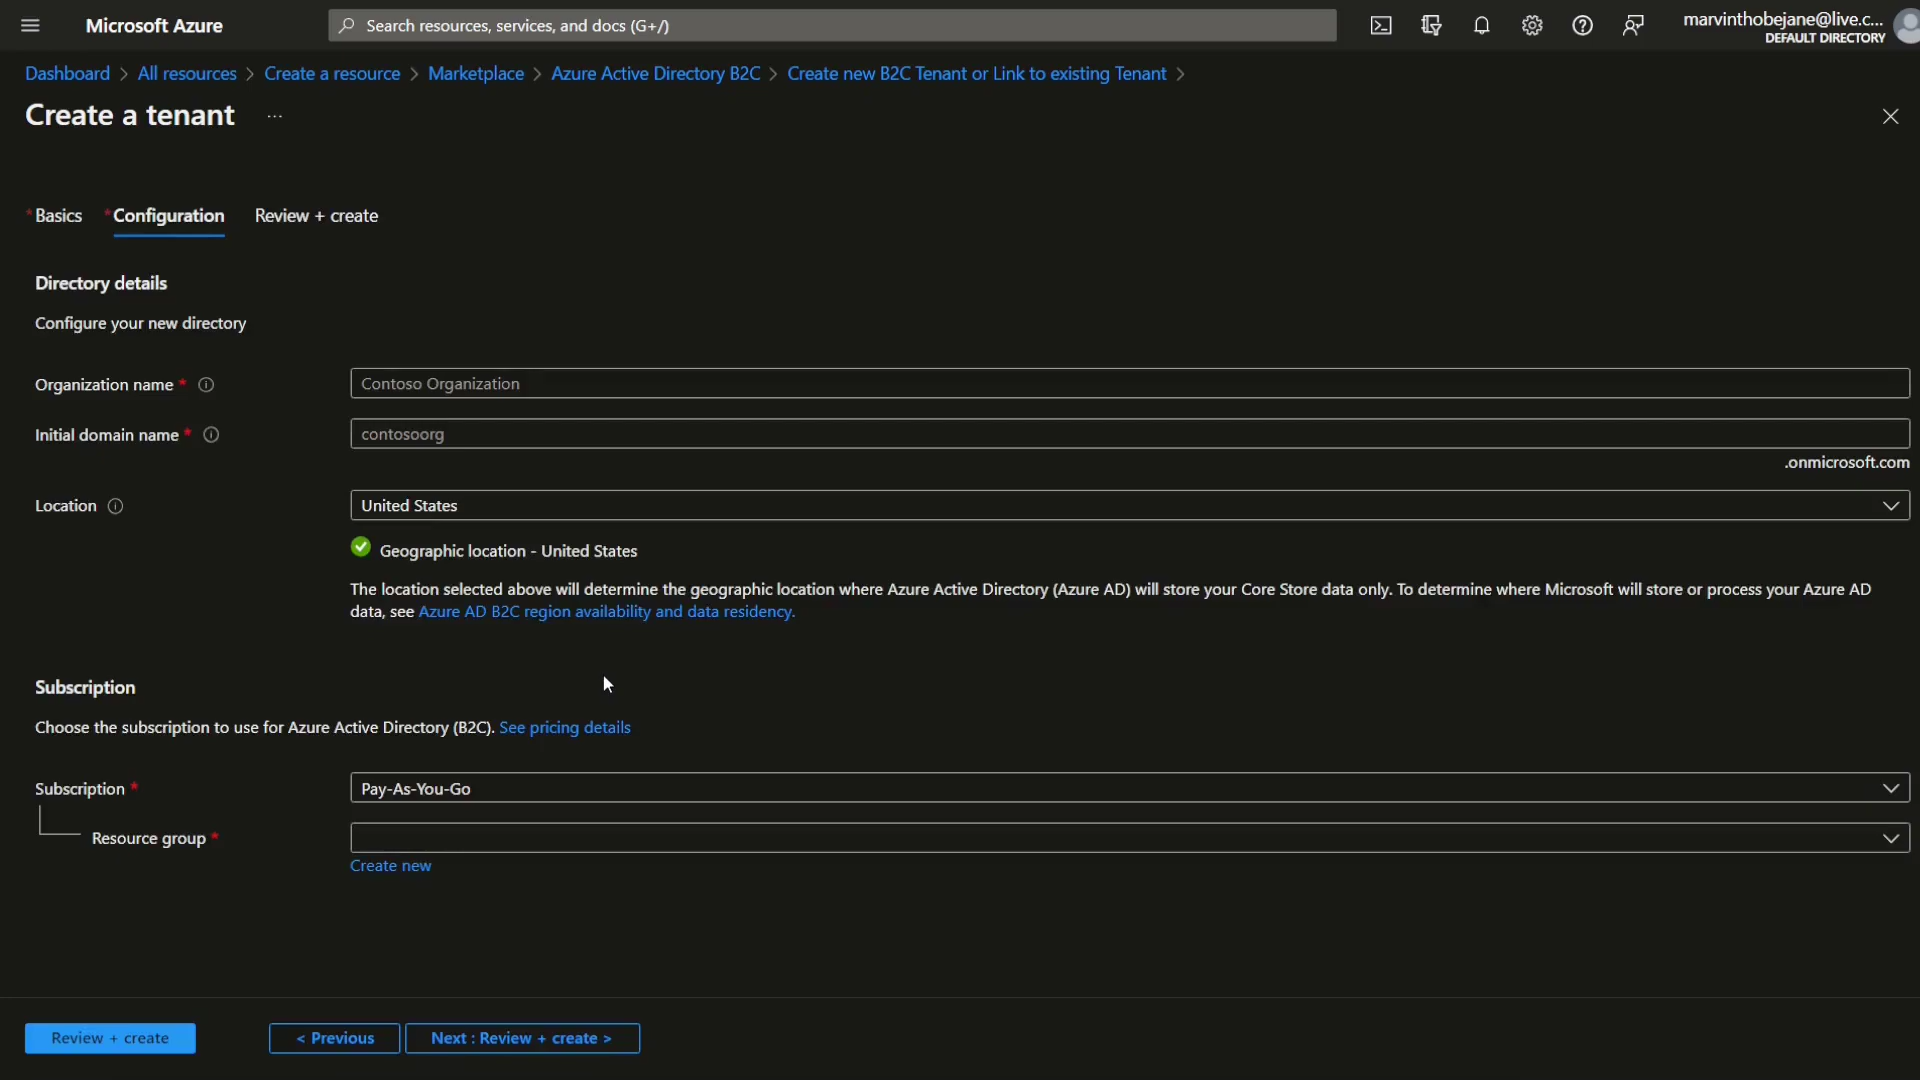 Microsoft Azure
Search resources, services, and docs (G+/)
marvinthobejane@live.c...
DEFAULT DIRECTORY
Dashboard > All resources > Create a resource > Marketplace > Azure Active Directory B2C > Create new B2C Tenant or Link to existing Tenant >
Create a tenant ...
* Basics * Configuration Review + create
Directory details
Configure your new directory
Organization name *
Contoso Organization
Initial domain name *
contosoorg
.onmicrosoft.com
Location
United States
Geographic location - United States
The location selected above will determine the geographic location where Azure Active Directory (Azure AD) will store your Core Store data only. To determine where Microsoft will store or process your Azure AD
data, see Azure AD B2C region availability and data residency.
Subscription
Choose the subscription to use for Azure Active Directory (B2C). See pricing details
Subscription *
Pay-As-You-Go
Resource group *
Create new
Review + create
< Previous
Next : Review + create >